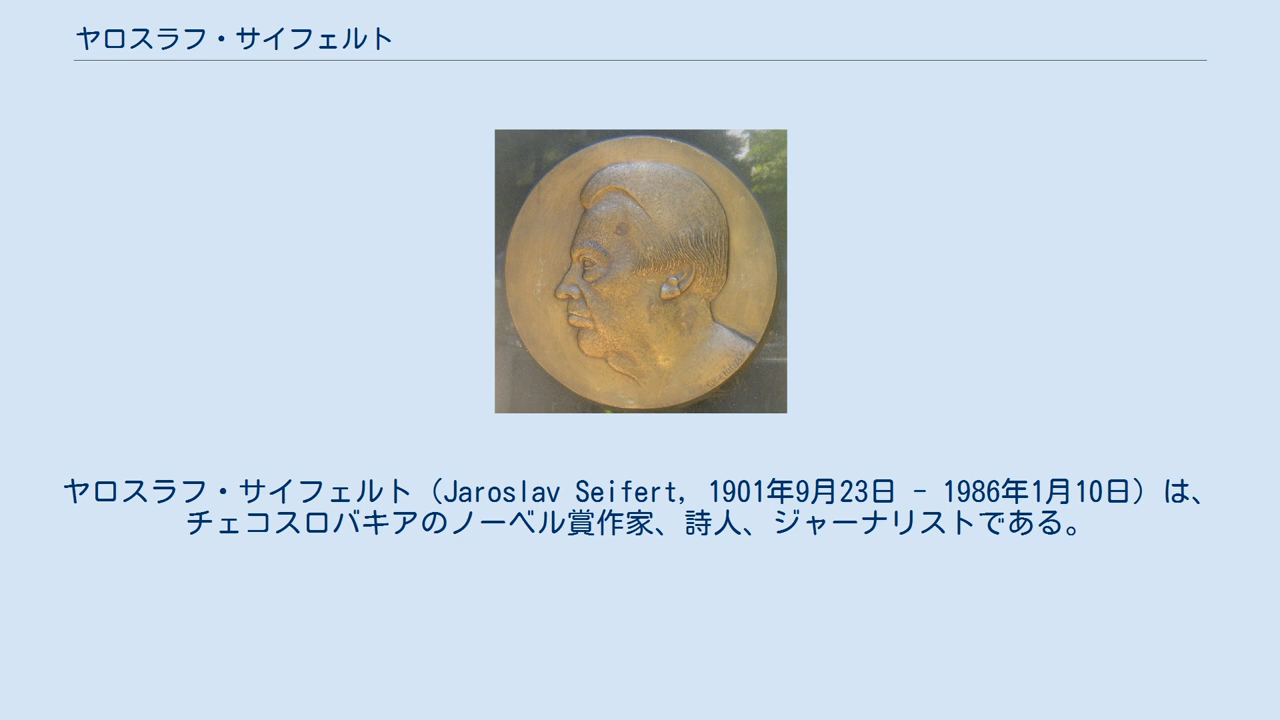 ヤロスラフ・サイフェルト
ヤロスラフ・サイフェルト（Jaroslav Seifert, 1901年9月23日 - 1986年1月10日）は、
チェコスロバキアのノーベル賞作家、詩人、ジャーナリストである。